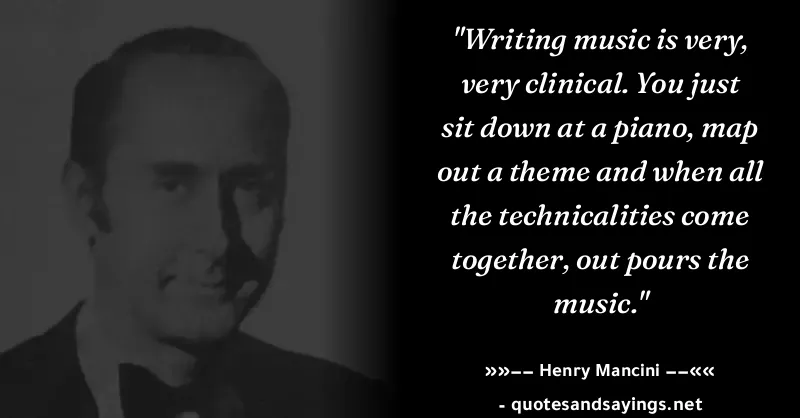 "Writing music is very,
very clinical. You just
sit down at a piano, map
out a theme and when all
the technicalities come
together, out pours the
music."
»»–– Henry Mancini ––««
- quotesandsayings.net